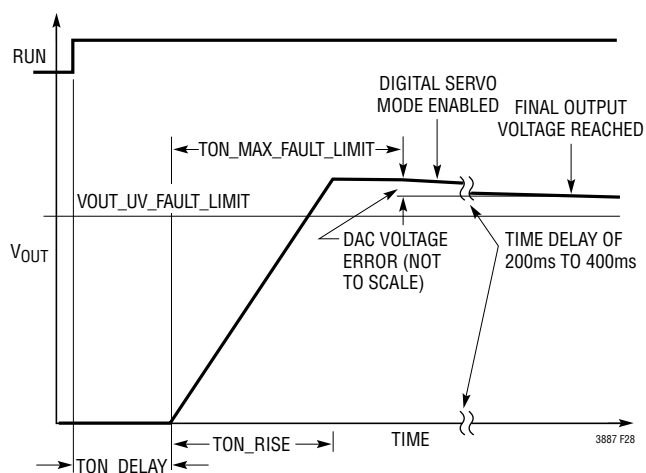 RUN
DIGITAL SERVO
MODE ENABLED
FINAL OUTPUT
VOLTAGE REACHED
TON_MAX_FAULT_LIMIT
VOUT_UV_FAULT_LIMIT
VOUT
DAC VOLTAGE
ERROR (NOT
TO SCALE)
TIME DELAY OF
200ms TO 400ms
TON_RISE
TIME
3887 F28
TON_DELAY